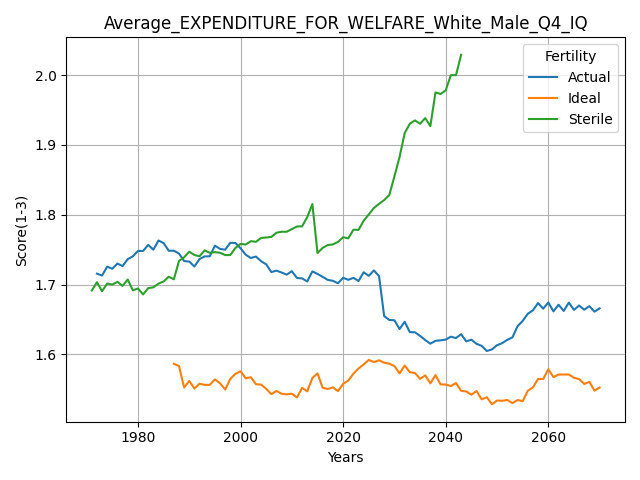 Average_EXPENDITURE_FOR_WELFARE_White_Male_Q4_IQ
Fertility
Actual
Ideal
Sterile
Score(1-3)
2.0
1.9
1.8
1.7
1.6
1980 2000 2020 2040 2060
Years